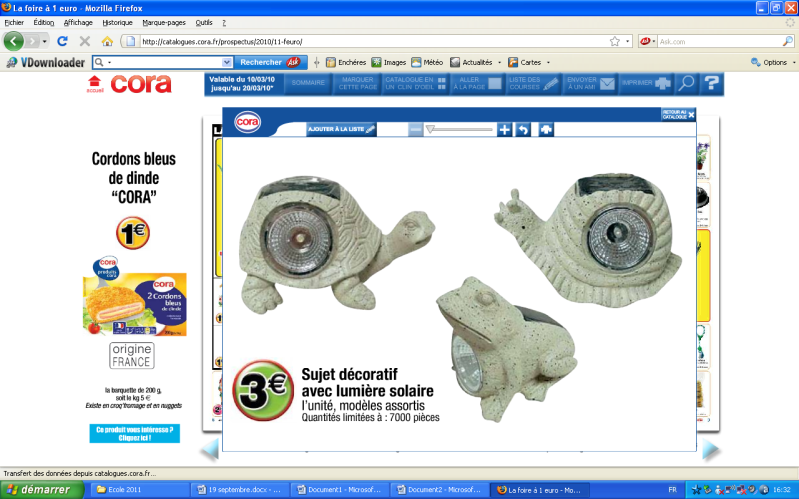 La foire à 1 euro - Mozilla Firefox
Fichier Édition Affichage Historique Marque-pages Outils ?
http://catalogues.cora.fr/prospectus/2010/11-feuro/
Ask.com
VDownloader
Rechercher Ask
Enchères Images Météo Actualités Cartes
Options
accueil
cora
Valable du 10/03/10
jusqu'au 20/03/10*
SOMMAIRE
MARQUER
CETTE PAGE
CATALOGUE EN
UN CLIN D'OEIL
ALLER
À LA PAGE
LISTE DES
COURSES
ENVOYER
À UN AMI
IMPRIMER
?
cora
AJOUTER À LA LISTE
RETOUR AU
CATALOGUE
Cordons bleus
de dinde
“CORA”
1€
cora
produits
cora
2 Cordons
bleus
de dinde
origine
FRANCE
la barquette de 200 g,
soit le kg 5 €
Existe en croq'fromage et en nuggets
Ce produit vous intéresse ?
Cliquez ici !
3€
Sujet décoratif
avec lumière solaire
l'unité, modèles assortis
Quantités limitées à : 7000 pièces
Transfert des données depuis catalogues.cora.fr...
démarrer
Ecole 2011
19 septembre.docx - ...
Document1 - Microsof...
Document2 - Microsof...
La foire à 1 euro - Mo...
FR
16:32